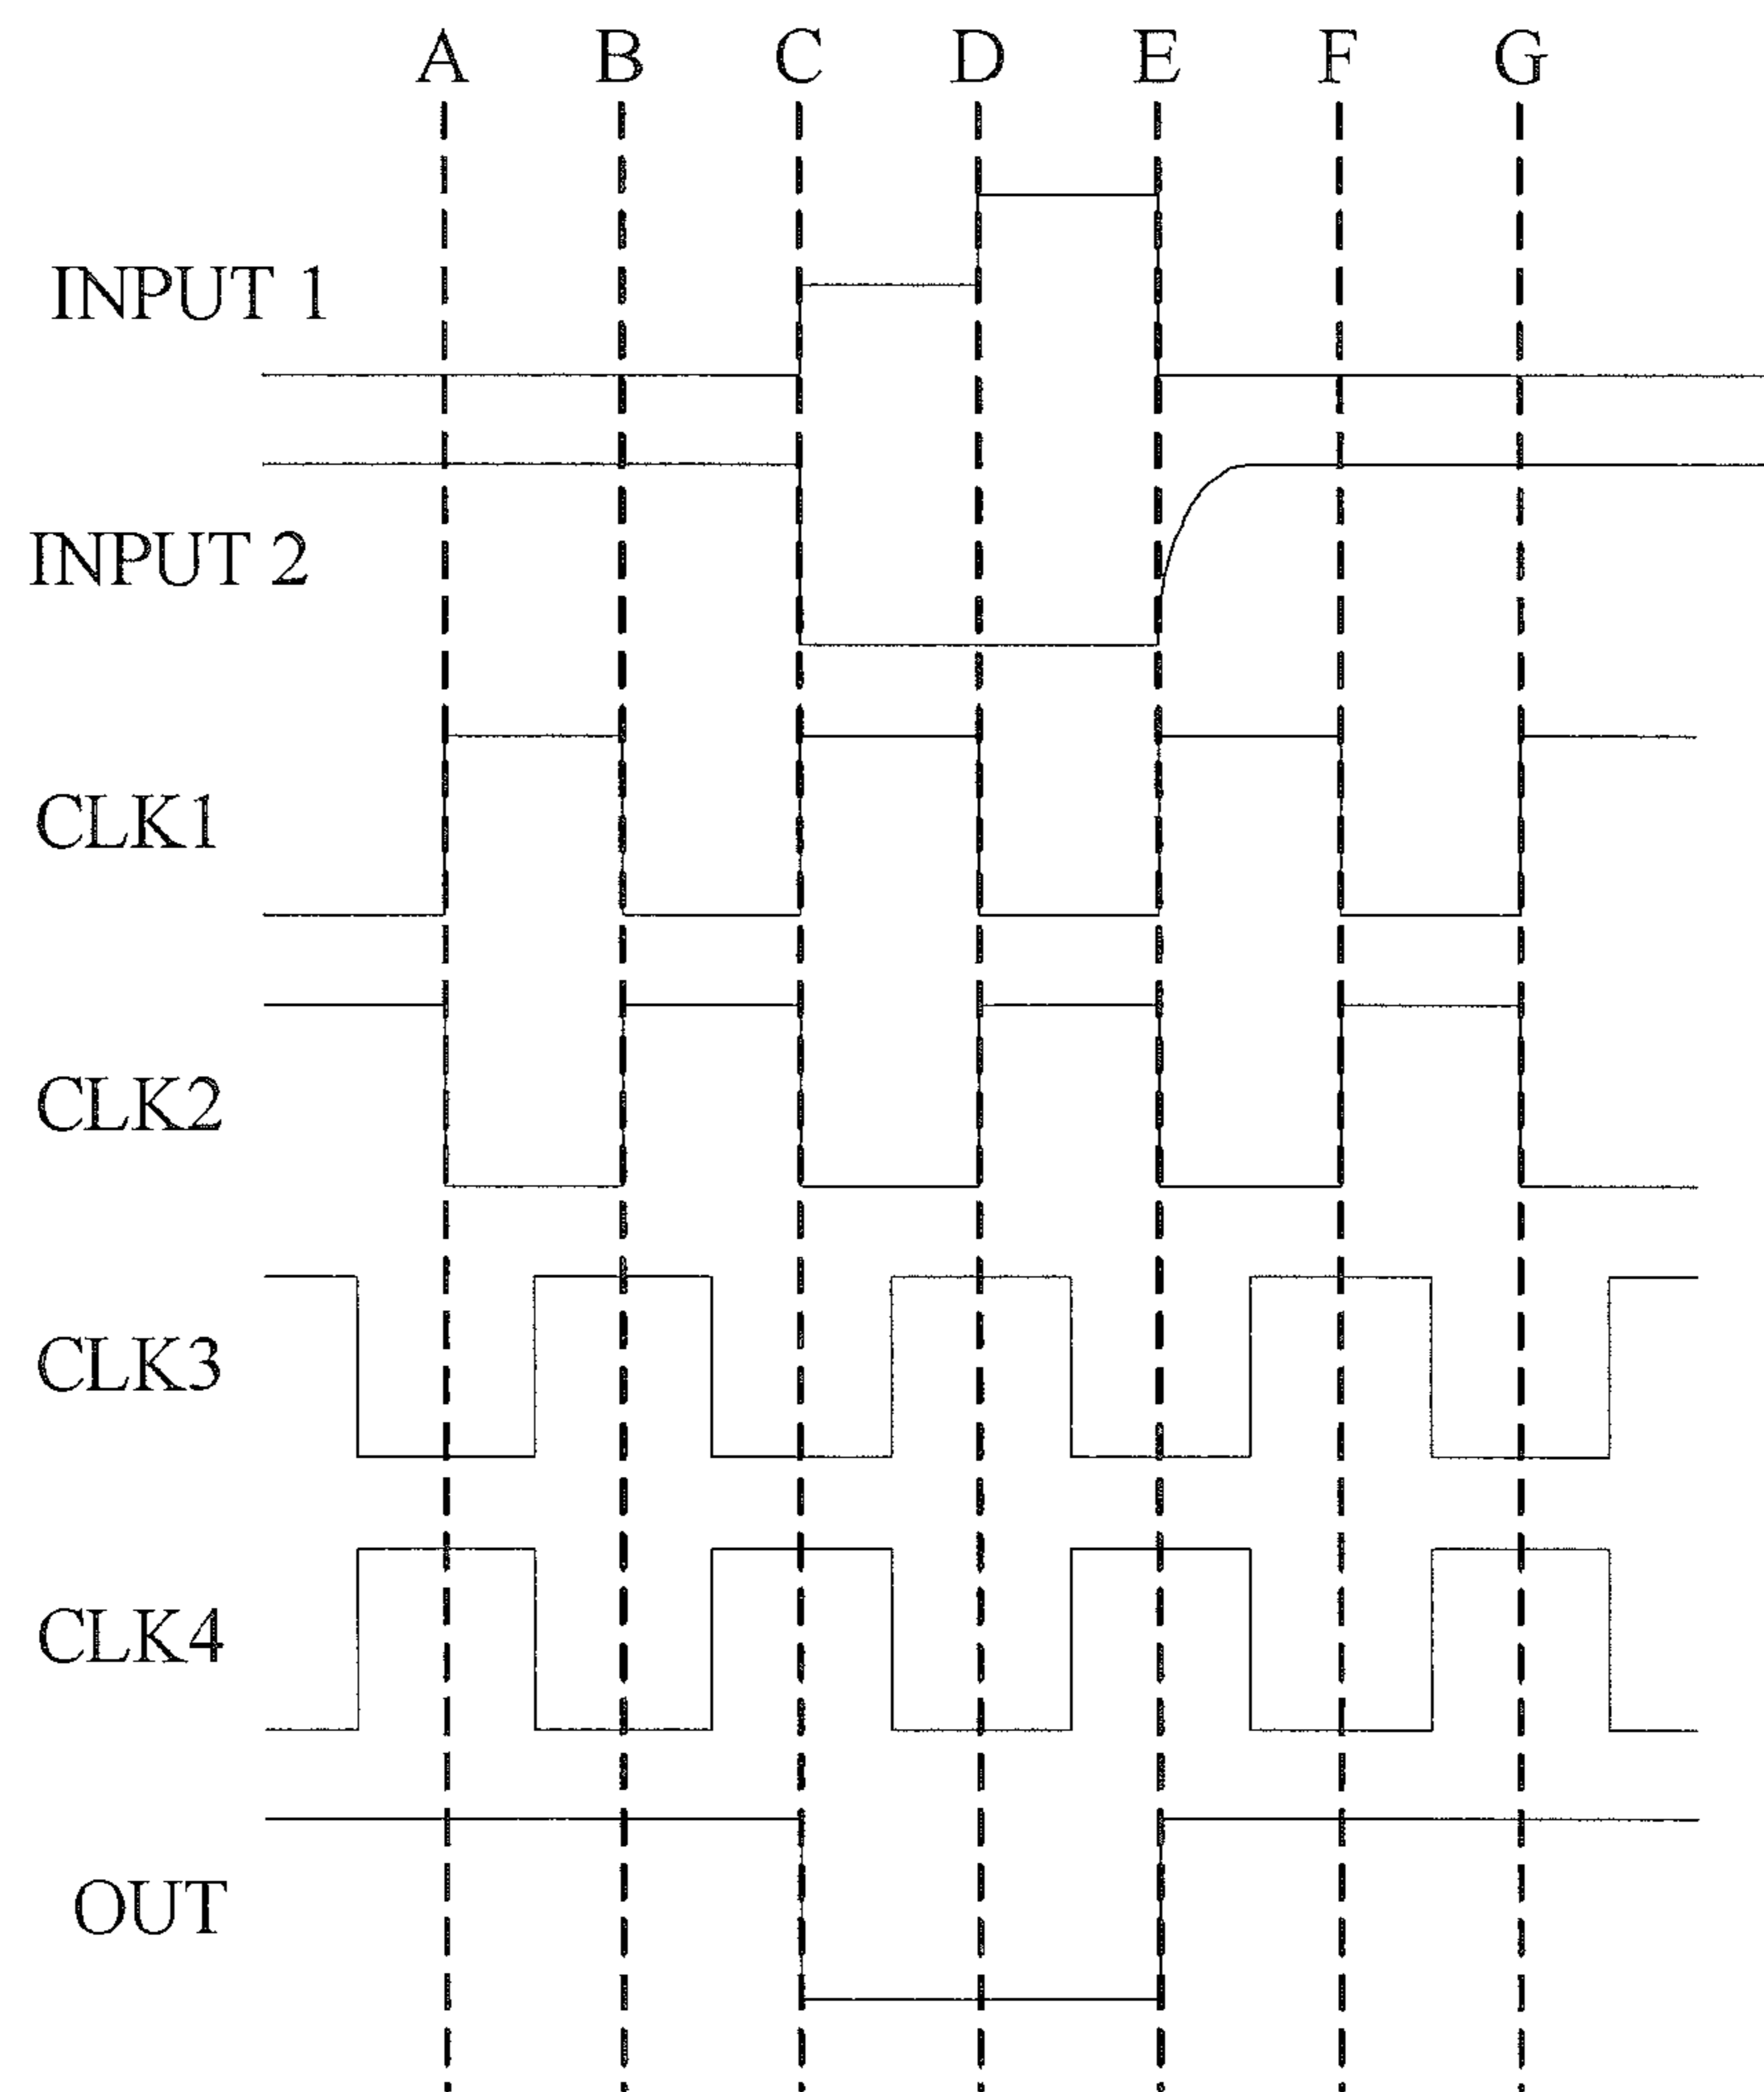 A B C D E F G
INPUT 1
INPUT 2
CLK1
CLK2
CLK3
CLK4
OUT